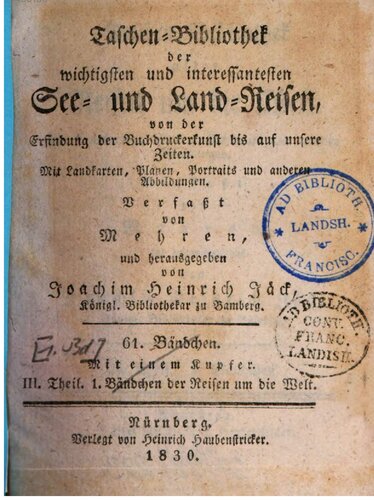 Taschen-Bibliothek
der
wichtigsten und interessantesten
See- und Land-Reisen,
von der
Erfindung der Buchdruckerkunst bis auf unsere
Zeiten.
Mit Landkarten, Planen, Portraits und anderen
Abbildungen.
Verfaßt
von
Mehren,
und herausgegeben
von
Joachim Heinrich Jäck,
Königl. Bibliothekar zu Bamberg.
61. Bändchen.
Mit einem Kupfer.
III. Theil. 1. Bändchen der Reisen um die Welt.
Nürnberg,
Verlegt von Heinrich Haubenstricker.
1830.
AD BIBLIOTH.
LANDSH.
FRANCISC.
AD BIBLIOTH.
CONV.
FRANC.
LANDISH.